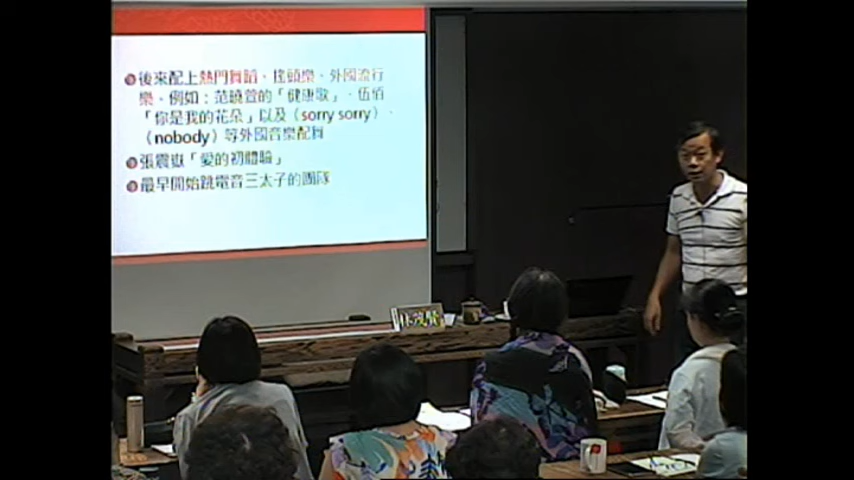 後來配上熱門舞蹈、搖頭樂、外國流行
樂、例如：范曉萱的「健康歌」、伍佰
「你是我的花朵」以及（sorry sorry）、
（nobody）等外國音樂配舞
張震嶽「愛的初體驗」
最早開始跳電音三太子的團隊
林茂賢